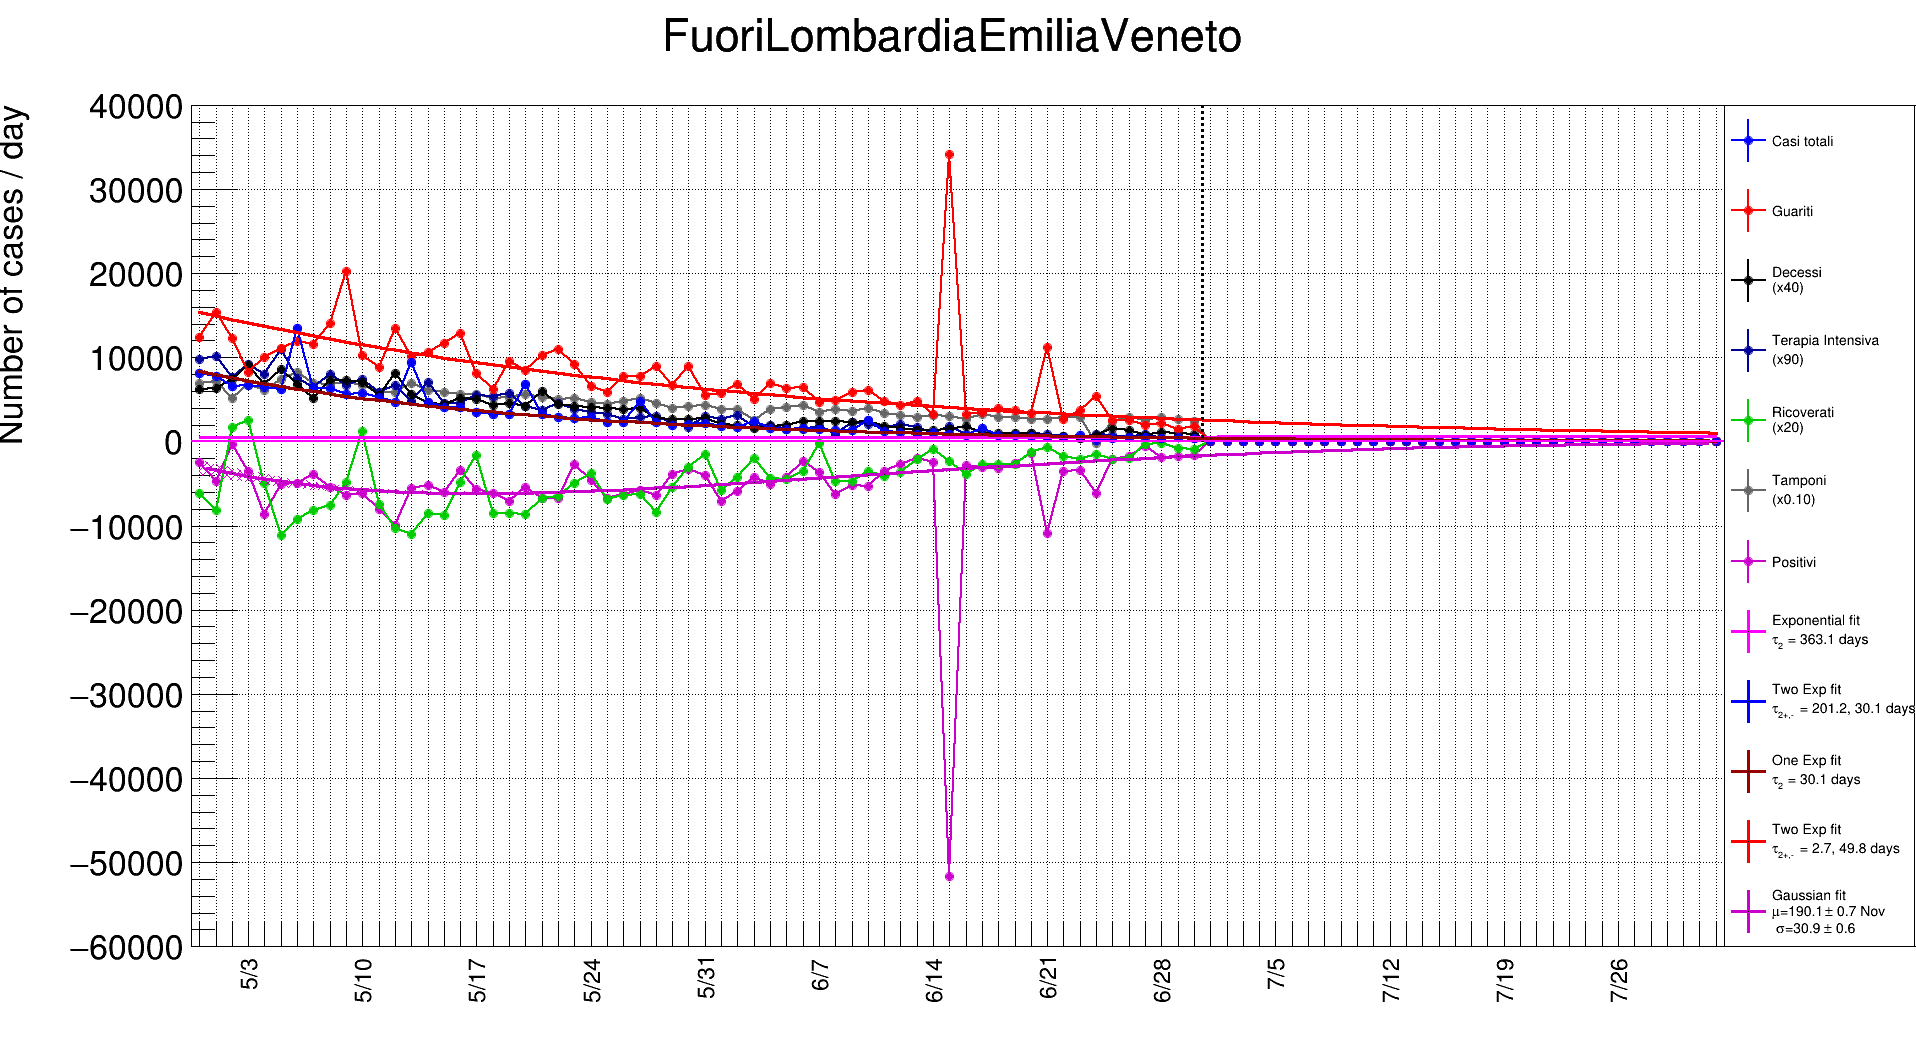 FuoriLombardiaEmiliaVeneto
Number of cases / day
40000
30000
20000
10000
0
−10000
−20000
−30000
−40000
−50000
−60000
5/3
5/10
5/17
5/24
5/31
6/7
6/14
6/21
6/28
7/5
7/12
7/19
7/26
Casi totali
Guariti
Decessi
(x40)
Terapia Intensiva
(x90)
Ricoverati
(x20)
Tamponi
(x0.10)
Positivi
Exponential fit
τ2 = 363.1 days
Two Exp fit
τ2+,- = 201.2, 30.1 days
One Exp fit
τ2 = 30.1 days
Two Exp fit
τ2+,- = 2.7, 49.8 days
Gaussian fit
μ=190.1± 0.7 Nov
σ=30.9 ± 0.6